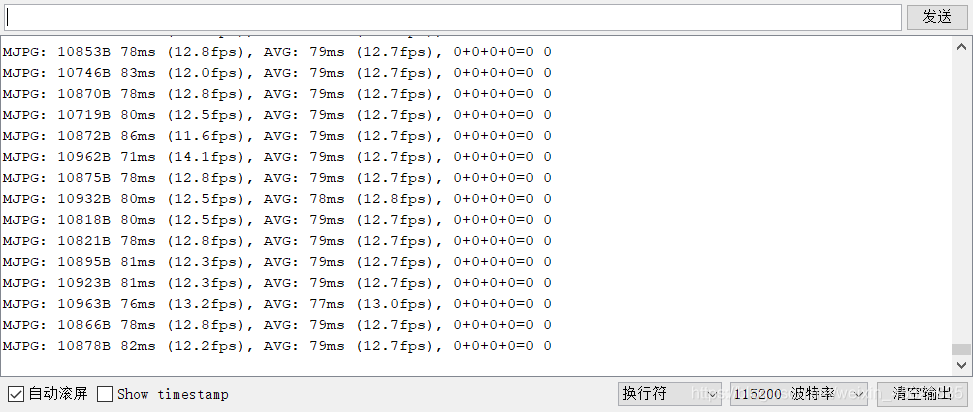 发送
MJPG: 10853B 78ms (12.8fps), AVG: 79ms (12.7fps), 0+0+0+0=0 0
MJPG: 10746B 83ms (12.0fps), AVG: 79ms (12.7fps), 0+0+0+0=0 0
MJPG: 10870B 78ms (12.8fps), AVG: 79ms (12.7fps), 0+0+0+0=0 0
MJPG: 10719B 80ms (12.5fps), AVG: 79ms (12.7fps), 0+0+0+0=0 0
MJPG: 10872B 86ms (11.6fps), AVG: 79ms (12.7fps), 0+0+0+0=0 0
MJPG: 10962B 71ms (14.1fps), AVG: 79ms (12.7fps), 0+0+0+0=0 0
MJPG: 10875B 78ms (12.8fps), AVG: 79ms (12.7fps), 0+0+0+0=0 0
MJPG: 10932B 80ms (12.5fps), AVG: 78ms (12.8fps), 0+0+0+0=0 0
MJPG: 10818B 80ms (12.5fps), AVG: 79ms (12.7fps), 0+0+0+0=0 0
MJPG: 10821B 78ms (12.8fps), AVG: 79ms (12.7fps), 0+0+0+0=0 0
MJPG: 10895B 81ms (12.3fps), AVG: 79ms (12.7fps), 0+0+0+0=0 0
MJPG: 10923B 81ms (12.3fps), AVG: 79ms (12.7fps), 0+0+0+0=0 0
MJPG: 10963B 76ms (13.2fps), AVG: 77ms (13.0fps), 0+0+0+0=0 0
MJPG: 10866B 78ms (12.8fps), AVG: 79ms (12.7fps), 0+0+0+0=0 0
MJPG: 10878B 82ms (12.2fps), AVG: 79ms (12.7fps), 0+0+0+0=0 0
自动滚屏 Show timestamp 换行符 115200 波特率 清空输出